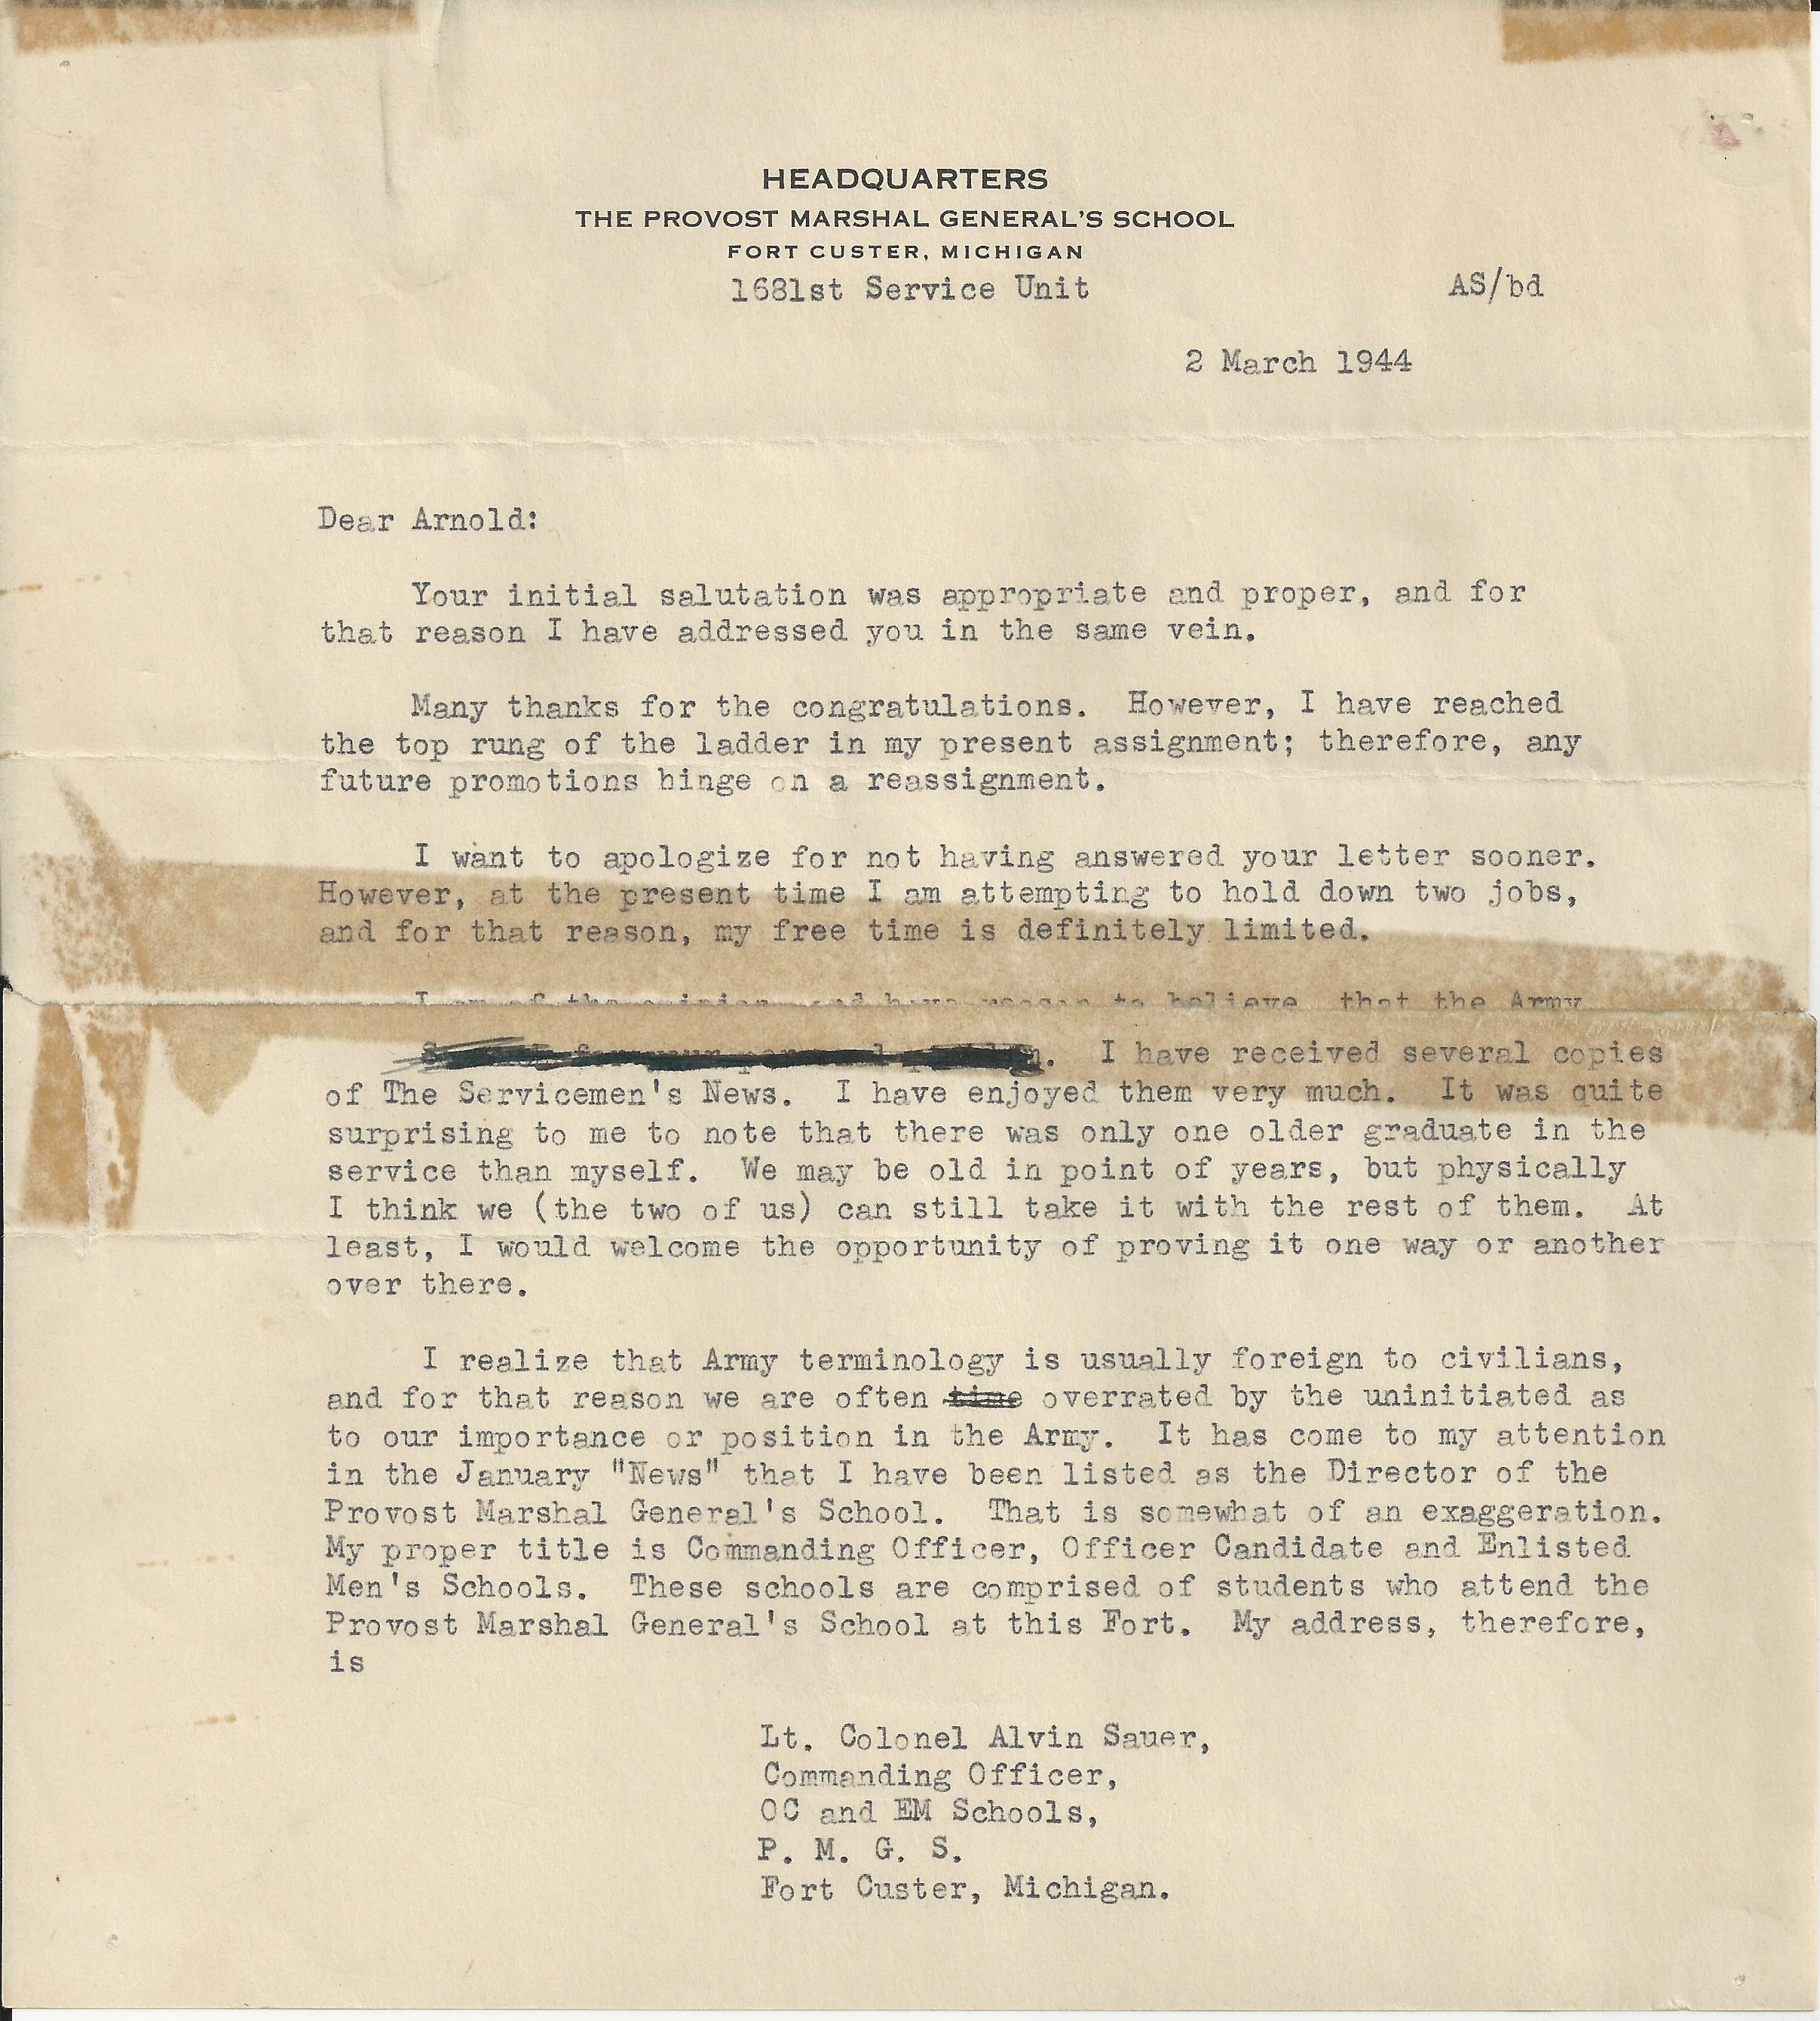 HEADQUARTERS
THE PROVOST MARSHAL GENERAL'S SCHOOL
FORT CUSTER, MICHIGAN
1681st Service Unit
AS/bd
2 March 1944
Dear Arnold:
Your initial salutation was appropriate and proper, and for
that reason I have addressed you in the same vein.
Many thanks for the congratulations. However, I have reached
the top rung of the ladder in my present assignment; therefore, any
future promotions hinge on a reassignment.
I want to apologize for not having answered your letter sooner.
However, at the present time I am attempting to hold down two jobs,
and for that reason, my free time is definitely limited.
I am of the opinion and have reason to believe that the Army
I have received several copies
of The Servicemen's News. I have enjoyed them very much. It was quite
surprising to me to note that there was only one older graduate in the
service than myself. We may be old in point of years, but physically
I think we (the two of us) can still take it with the rest of them. At
least, I would welcome the opportunity of proving it one way or another
over there.
I realize that Army terminology is usually foreign to civilians,
and for that reason we are often time overrated by the uninitiated as
to our importance or position in the Army. It has come to my attention
in the January "News" that I have been listed as the Director of the
Provost Marshal General's School. That is somewhat of an exaggeration.
My proper title is Commanding Officer, Officer Candidate and Enlisted
Men's Schools. These schools are comprised of students who attend the
Provost Marshal General's School at this Fort. My address, therefore,
is
Lt. Colonel Alvin Sauer,
Commanding Officer,
OC and EM Schools,
P. M. G. S.
Fort Custer, Michigan.